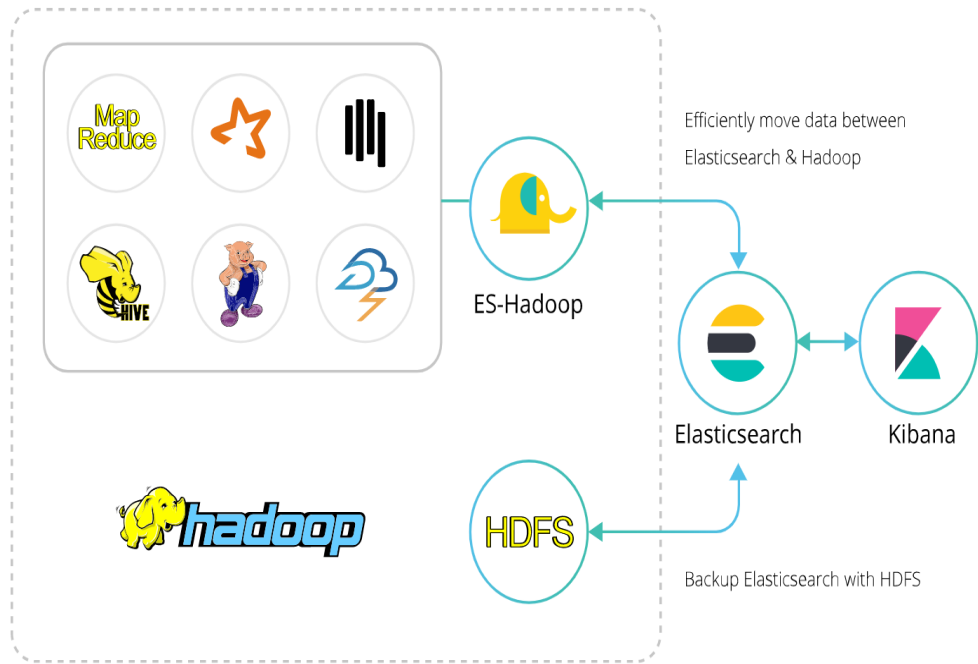 Map
Reduce
HIVE
ES-Hadoop
Efficiently move data between
Elasticsearch & Hadoop
Elasticsearch
Kibana
hadoop
HDFS
Backup Elasticsearch with HDFS